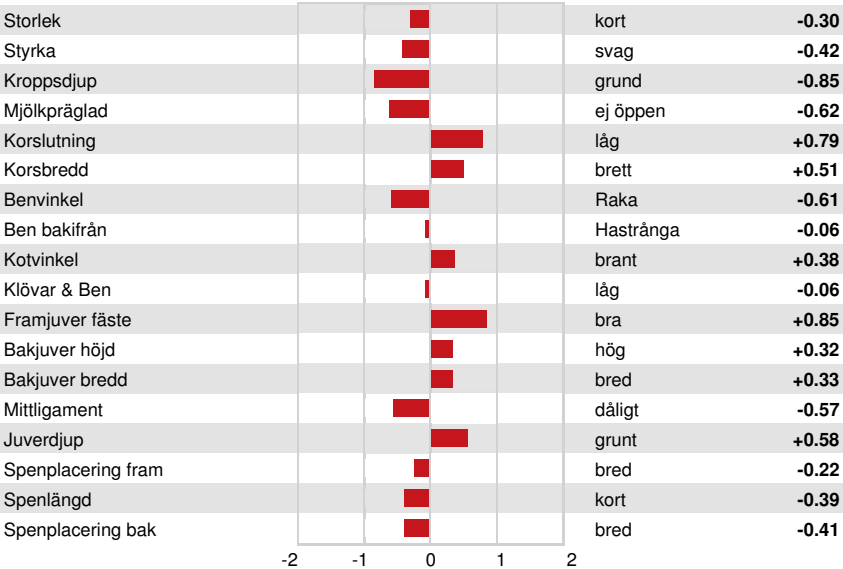 Storlek kort -0.30
Styrka svag -0.42
Kroppsdjup grund -0.85
Mjölkpräglad ej öppen -0.62
Korslutning låg +0.79
Korsbredd brett +0.51
Benvinkel Raka -0.61
Ben bakifrån Hastrånga -0.06
Kotvinkel brant +0.38
Klövar & Ben låg -0.06
Framjuver fäste bra +0.85
Bakjuver höjd hög +0.32
Bakjuver bredd bred +0.33
Mittligament dåligt -0.57
Juverdjup grunt +0.58
Spenplacering fram bred -0.22
Spenlängd kort -0.39
Spenplacering bak bred -0.41
-2 -1 0 1 2